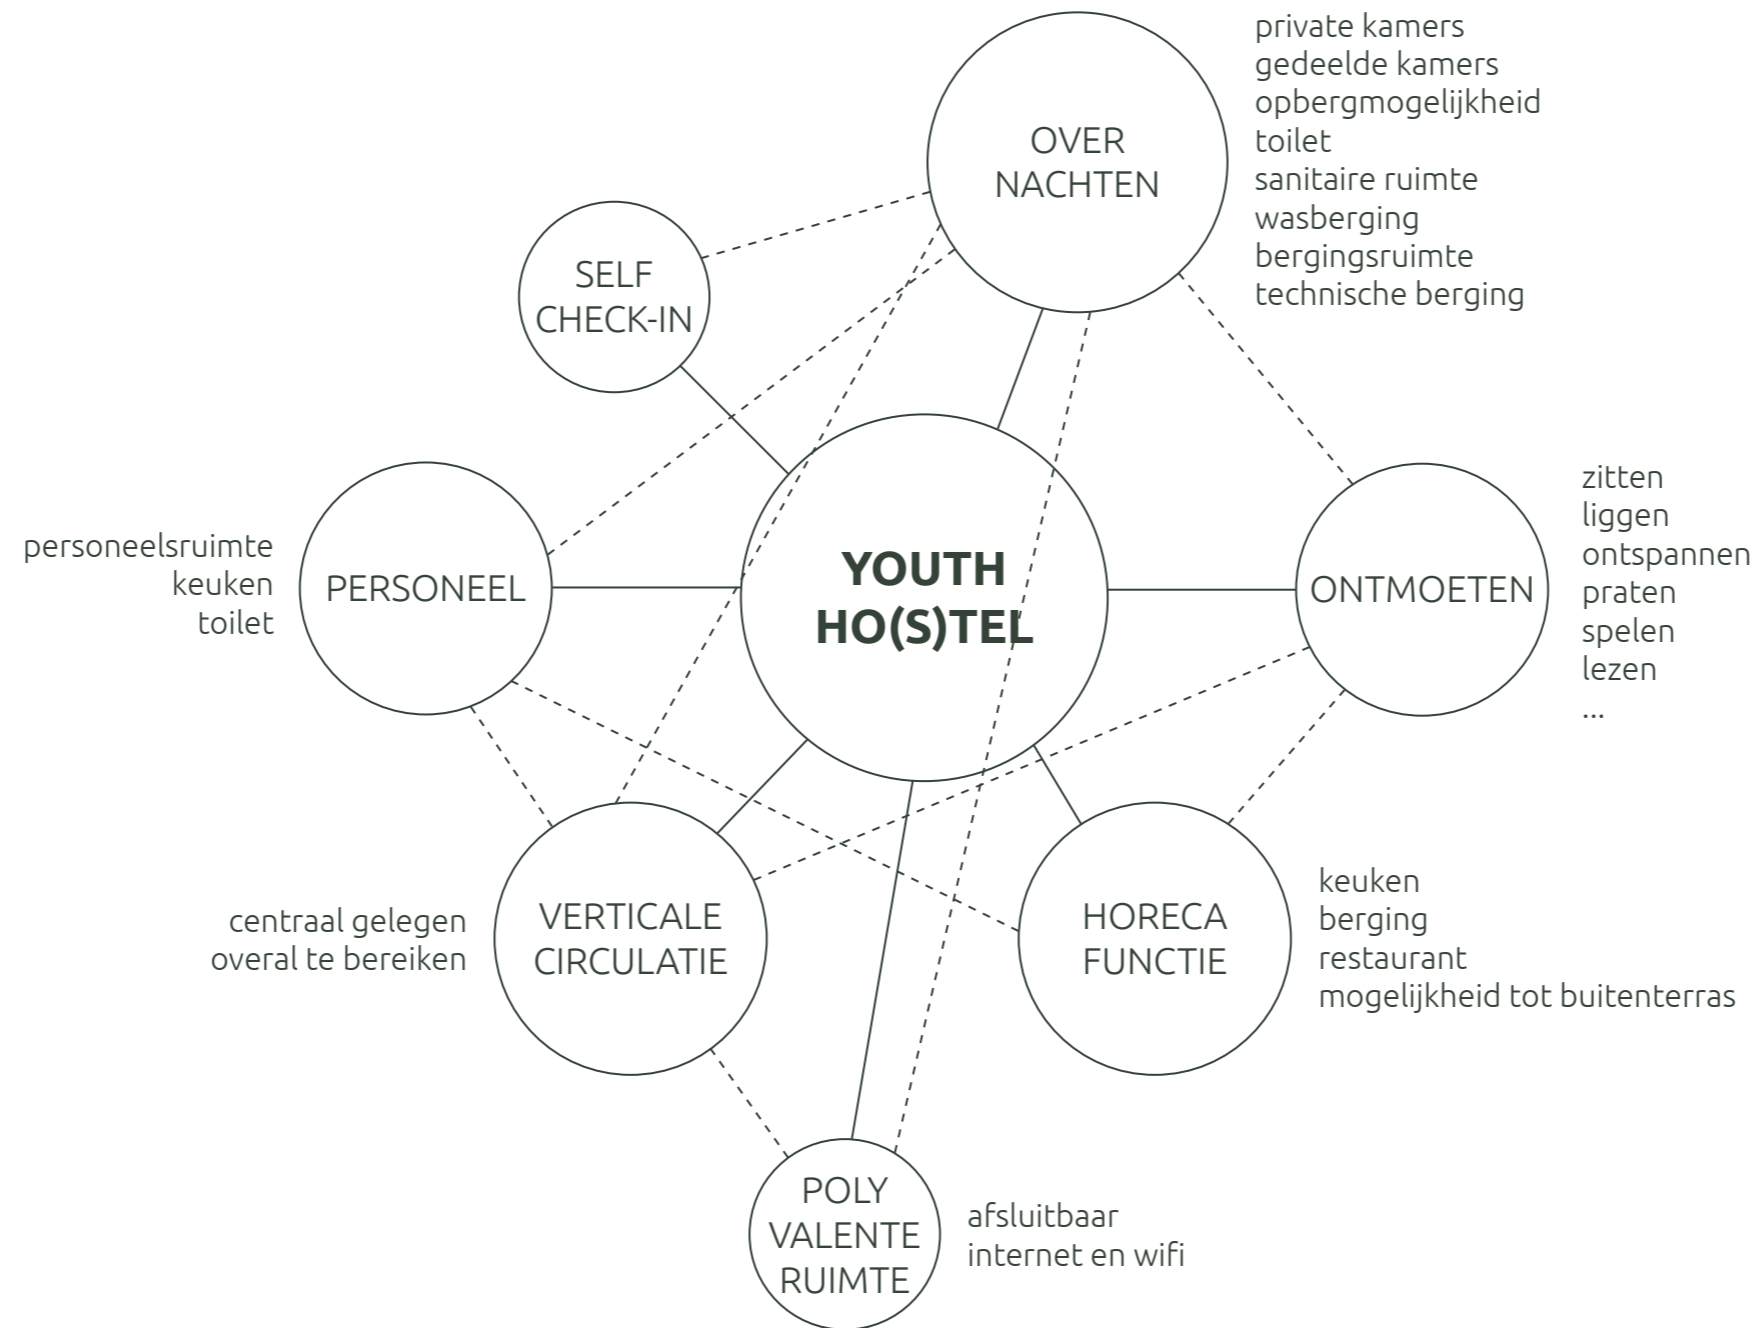 OVER
NACHTEN
private kamers
gedeelde kamers
opbergmogelijkheid
toilet
sanitaire ruimte
wasberging
bergingsruimte
technische berging
SELF
CHECK-IN
personeelsruimte
keuken
toilet
PERSONEEL
YOUTH
HO(S)TEL
ONTMOETEN
zitten
liggen
ontspannen
praten
spelen
lezen
...
centraal gelegen
overal te bereiken
VERTICALE
CIRCULATIE
HORECA
FUNCTIE
keuken
berging
restaurant
mogelijkheid tot buitenterras
POLY
VALENTE
RUIMTE
afsluitbaar
internet en wifi